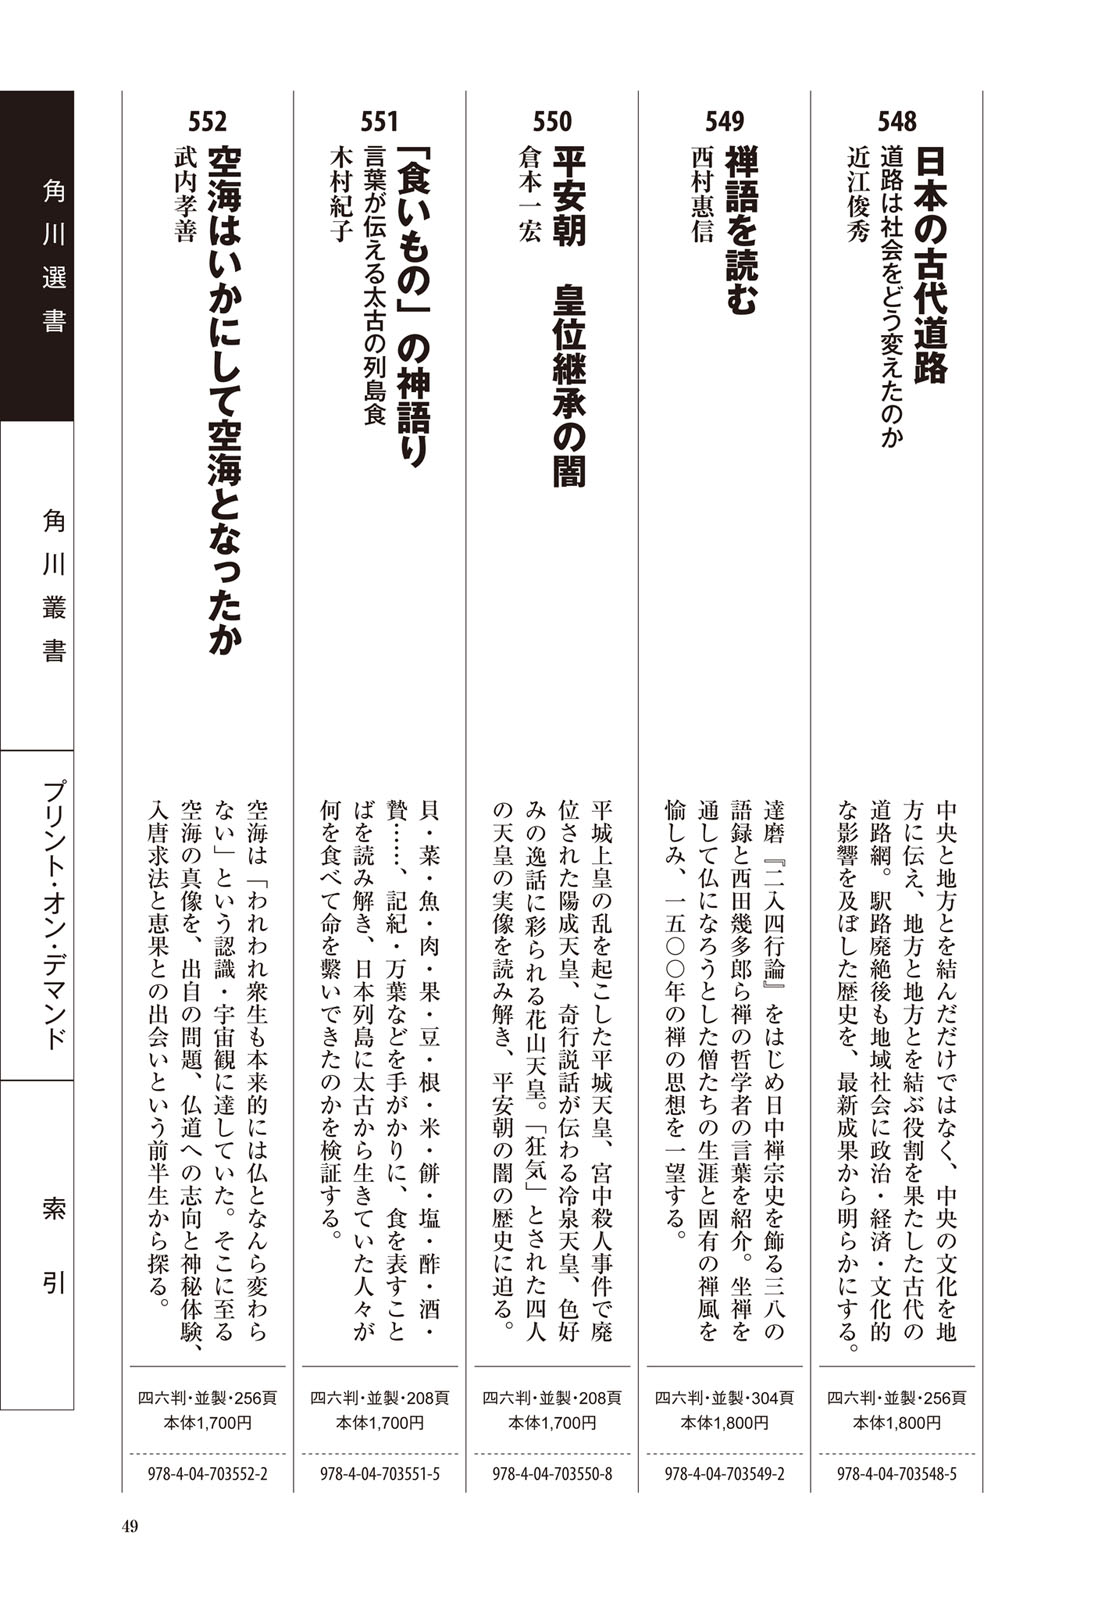 548
日本の古代道路
道路は社会をどう変えたのか
近江俊秀
中央と地方とを結んだだけではなく、中央の文化を地
方に伝え、地方と地方とを結ぶ役割を果たした古代の
道路網。駅路廃絶後も地域社会に政治・経済・文化的
な影響を及ぼした歴史を、最新成果から明らかにする。
四六判・並製・256頁
本体1,800円
978-4-04-703548-5
549
禅語を読む
西村惠信
達磨『二入四行論』をはじめ日中禅宗史を飾る三八の
語録と西田幾多郎ら禅の哲学者の言葉を紹介。坐禅を
通して仏になろうとした僧たちの生涯と固有の禅風を
愉しみ、一五〇〇年の禅の思想を一望する。
四六判・並製・304頁
本体1,800円
978-4-04-703549-2
550
平安朝 皇位継承の闇
倉本一宏
平城上皇の乱を起こした平城天皇、宮中殺人事件で廃
位された陽成天皇、奇行説話が伝わる冷泉天皇、色好
みの逸話に彩られる花山天皇。「狂気」とされた四人
の天皇の実像を読み解き、平安朝の闇の歴史に迫る。
四六判・並製・208頁
本体1,700円
978-4-04-703550-8
551
「食いもの」の神語り
言葉が伝える太古の列島食
木村紀子
貝・菜・魚・肉・果・豆・根・米・餅・塩・酢・酒・
贄……、記紀・万葉などを手がかりに、食を表すこと
ばを読み解き、日本列島に太古から生きていた人々が
何を食べて命を繋いできたのかを検証する。
四六判・並製・208頁
本体1,700円
978-4-04-703551-5
552
空海はいかにして空海となったか
武内孝善
空海は「われわれ衆生も本来的には仏となんら変わら
ない」という認識・宇宙観に達していた。そこに至る
空海の真像を、出自の問題、仏道への志向と神秘体験、
入唐求法と恵果との出会いという前半生から探る。
四六判・並製・256頁
本体1,700円
978-4-04-703552-2
角川選書
角川叢書
プリント・オン・デマンド
索引
49